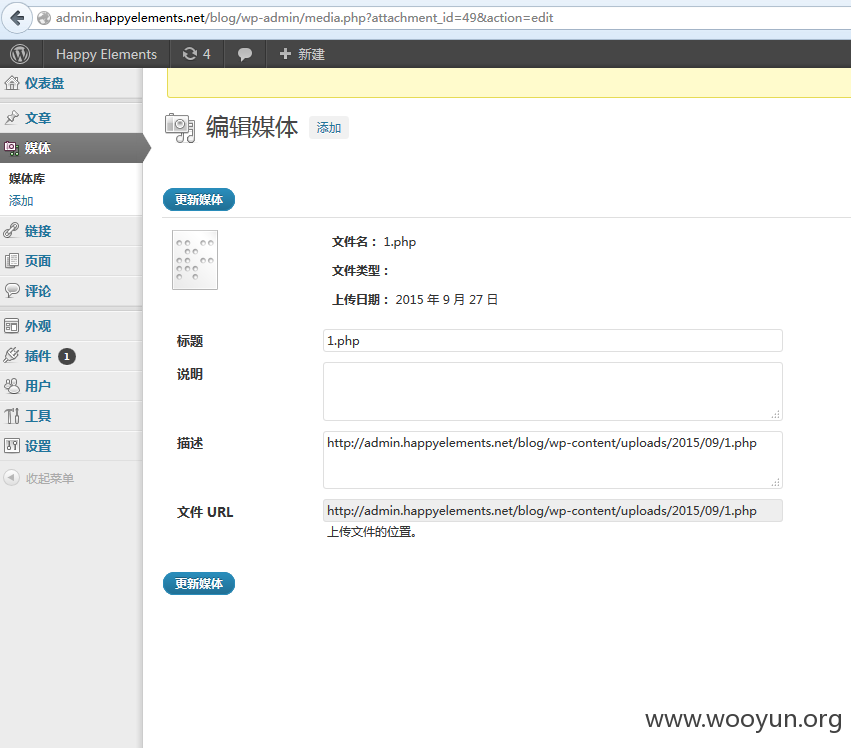 admin.happyelements.net/blog/wp-admin/media.php?attachment_id=49&action=edit
Happy Elements 4 + 新建
仪表盘
文章
媒体
媒体库
添加
链接
页面
评论
外观
插件 1
用户
工具
设置
收起菜单
编辑媒体 添加
更新媒体
文件名： 1.php
文件类型：
上传日期： 2015 年 9 月 27 日
标题 1.php
说明
描述 http://admin.happyelements.net/blog/wp-content/uploads/2015/09/1.php
文件 URL http://admin.happyelements.net/blog/wp-content/uploads/2015/09/1.php
上传文件的位置。
更新媒体
www.wooyun.org